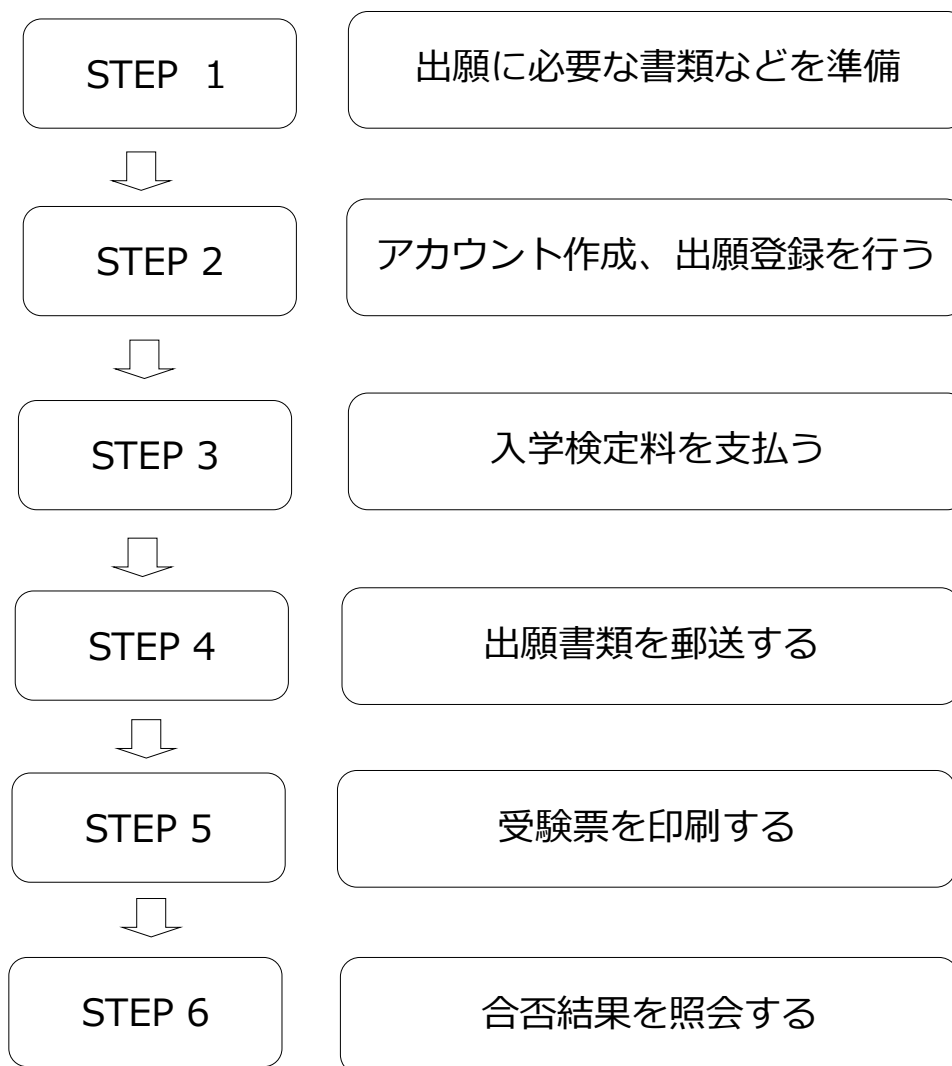 STEP 1
出願に必要な書類などを準備
STEP 2
アカウント作成、出願登録を行う
STEP 3
入学検定料を支払う
STEP 4
出願書類を郵送する
STEP 5
受験票を印刷する
STEP 6
合否結果を照会する